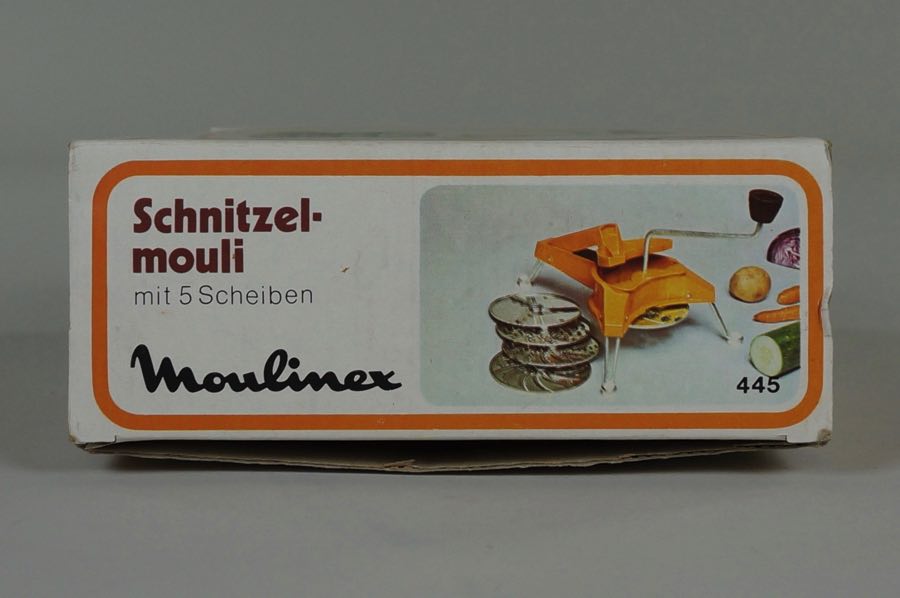 Schnitzel-
mouli
mit 5 Scheiben
Moulinex
445